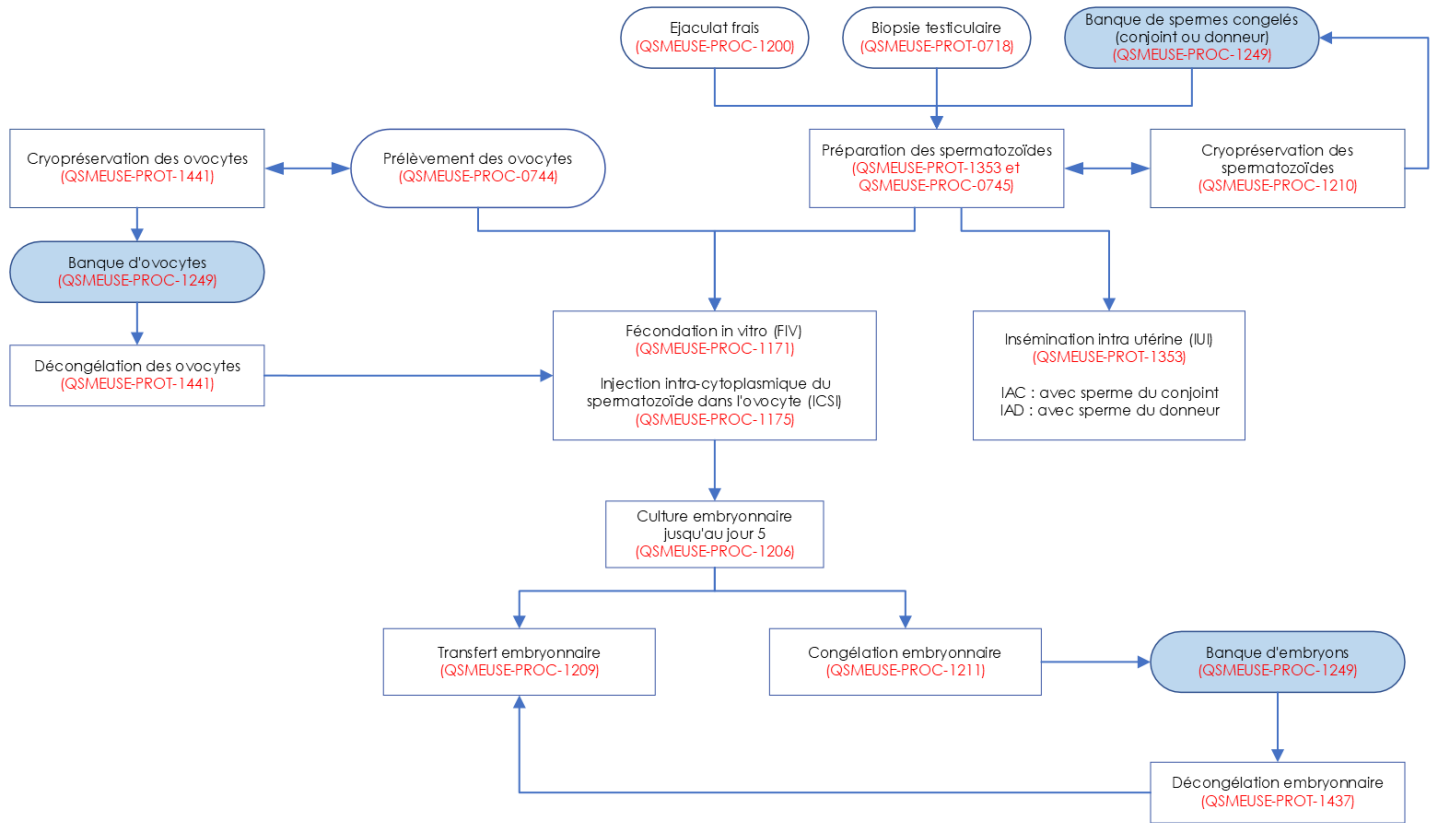 Ejaculat frais
(QSMEUSE-PROC-1200)
Biopsie testiculaire
(QSMEUSE-PROT-0718)
Banque de spermes congelés
(conjoint ou donneur)
(QSMEUSE-PROC-1249)
Cryopréservation des ovocytes
(QSMEUSE-PROT-1441)
Prélèvement des ovocytes
(QSMEUSE-PROC-0744)
Préparation des spermatozoïdes
(QSMEUSE-PROT-1353 et
QSMEUSE-PROC-0745)
Cryopréservation des
spermatozoïdes
(QSMEUSE-PROC-1210)
Banque d'ovocytes
(QSMEUSE-PROC-1249)
Décongélation des ovocytes
(QSMEUSE-PROT-1441)
Fécondation in vitro (FIV)
(QSMEUSE-PROC-1171)
Injection intra-cytoplasmique du
spermatozoïde dans l'ovocyte (ICSI)
(QSMEUSE-PROC-1175)
Insémination intra utérine (IUI)
(QSMEUSE-PROT-1353)
IAC : avec sperme du conjoint
IAD : avec sperme du donneur
Culture embryonnaire
jusqu'au jour 5
(QSMEUSE-PROC-1206)
Transfert embryonnaire
(QSMEUSE-PROC-1209)
Congélation embryonnaire
(QSMEUSE-PROC-1211)
Banque d'embryons
(QSMEUSE-PROC-1249)
Décongélation embryonnaire
(QSMEUSE-PROT-1437)